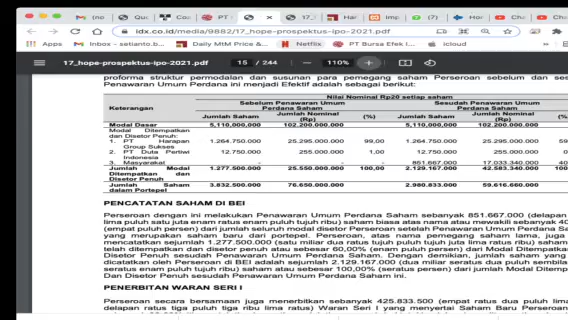 idx.co.id/media/9882/17_hope_prospektus-ipo-2021.pdf
Apps
Inbox - setianto.b...
Daily MIM Price &...
Netflix
PT Bursa Efek I...
icloud
17_hope-prospektus-ipo-2021.pdf 15 / 244 — 110% +
proforma struktur permodalan dan susunan para pemegang saham Perseroan sebelum dan ses
Penawaran Umum Perdana ini menjadi Efektif adalah sebagai berikut:
Nilai Nominal Rp20 setiap saham
Keterangan
Sebelum Penawaran Umum Perdana Saham
Sesudah Penawaran Umum Perdana Saham
Jumlah Saham Jumlah Nominal (Rp) (%) Jumlah Saham Jumlah Nominal (Rp) (%)
Modal Dasar 5,110,000,000 102.200.000.000 5,110,000,000 102.200.000.000
Modal Ditempatkan
dan Disetor Penuh:
1. PT Harapan Group Sukses 1.264.750.000 25.295.000.000 99,00 1.264.750.000 25.295.000.000 59
2. PT Duta Pertiwi Indonesia 12.750.000 255.000.000 1,00 12.750.000 255.000.000 0
3. Masyarakat - - - 851.667.000 17.033.340.000 40
Jumlah Modal Ditempatkan dan Disetor Penuh 1.277.500.000 25.550.000.000 100,00 2.129.167.000 42.583.340.000 100
Jumlah Saham dalam Portepel 3.832.500.000 76.650.000.000 2.980.833.000 59.616.660.000
PENCATATAN SAHAM DI BEI
Perseroan dengan ini melakukan Penawaran Umum Perdana Saham sebanyak 851.667.000 (delapan
lima puluh satu juta enam ratus enam puluh tujuh ribu) saham biasa atas nama atau mewakili sebanyak 40
(empat puluh persen) dari jumlah seluruh modal disetor Perseroan setelah Penawaran Umum Perdana Sa
yang merupakan saham baru dari portepel. Perseroan, atas nama pemegang saham lama, juga
mencatatkan sejumlah 1.277.500.000 (satu miliar dua ratus tujuh puluh tujuh juta lima ratus ribu) saham
telah ditempatkan dan disetor penuh atau sebesar 60,00% (enam puluh persen) dari Modal Ditempatkan
Disetor Penuh sesudah Penawaran Umum Perdana Saham. Dengan demikian, jumlah saham yang
dicatatkan oleh Perseroan di BEI adalah sejumlah 2.129.167.000 (dua miliar seratus dua puluh sembila
seratus enam puluh tujuh ribu) saham atau sebesar 100,00% (seratus persen) dari jumlah Modal Ditemp
Dan Disetor Penuh sesudah Penawaran Umum Perdana Saham ini.
PENERBITAN WARAN SERI I
Perseroan secara bersamaan juga menerbitkan sebanyak 425.833.500 (empat ratus dua puluh lima
delapan ratus tiga puluh tiga ribu lima ratus) Waran Seri I yang menyertai Saham Baru Perseroan